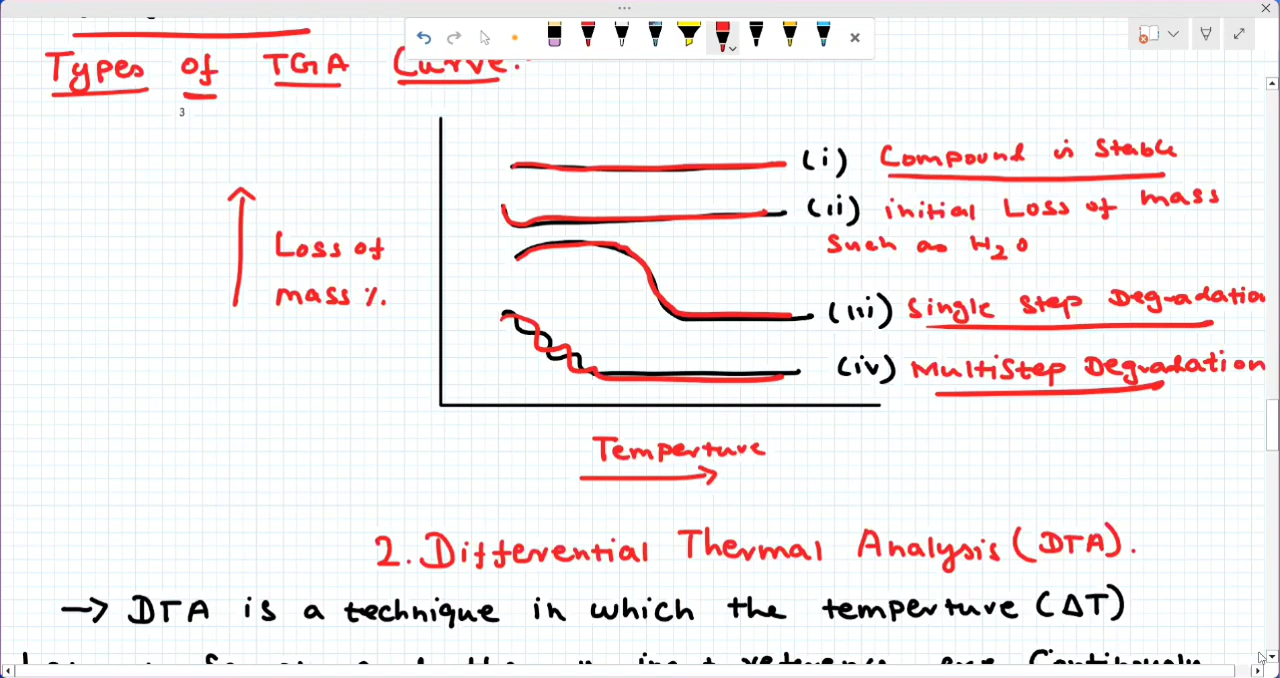 Types of TGA Curve.
3
(i) Compound is Stable
(ii) initial Loss of mass
Such as H2O
Loss of
mass %.
(iii) Single Step Degradation
(iv) MultiStep Degradation
Temperture
2. Differential Thermal Analysis (DTA).
→ DTA is a technique in which the temperture (ΔT)